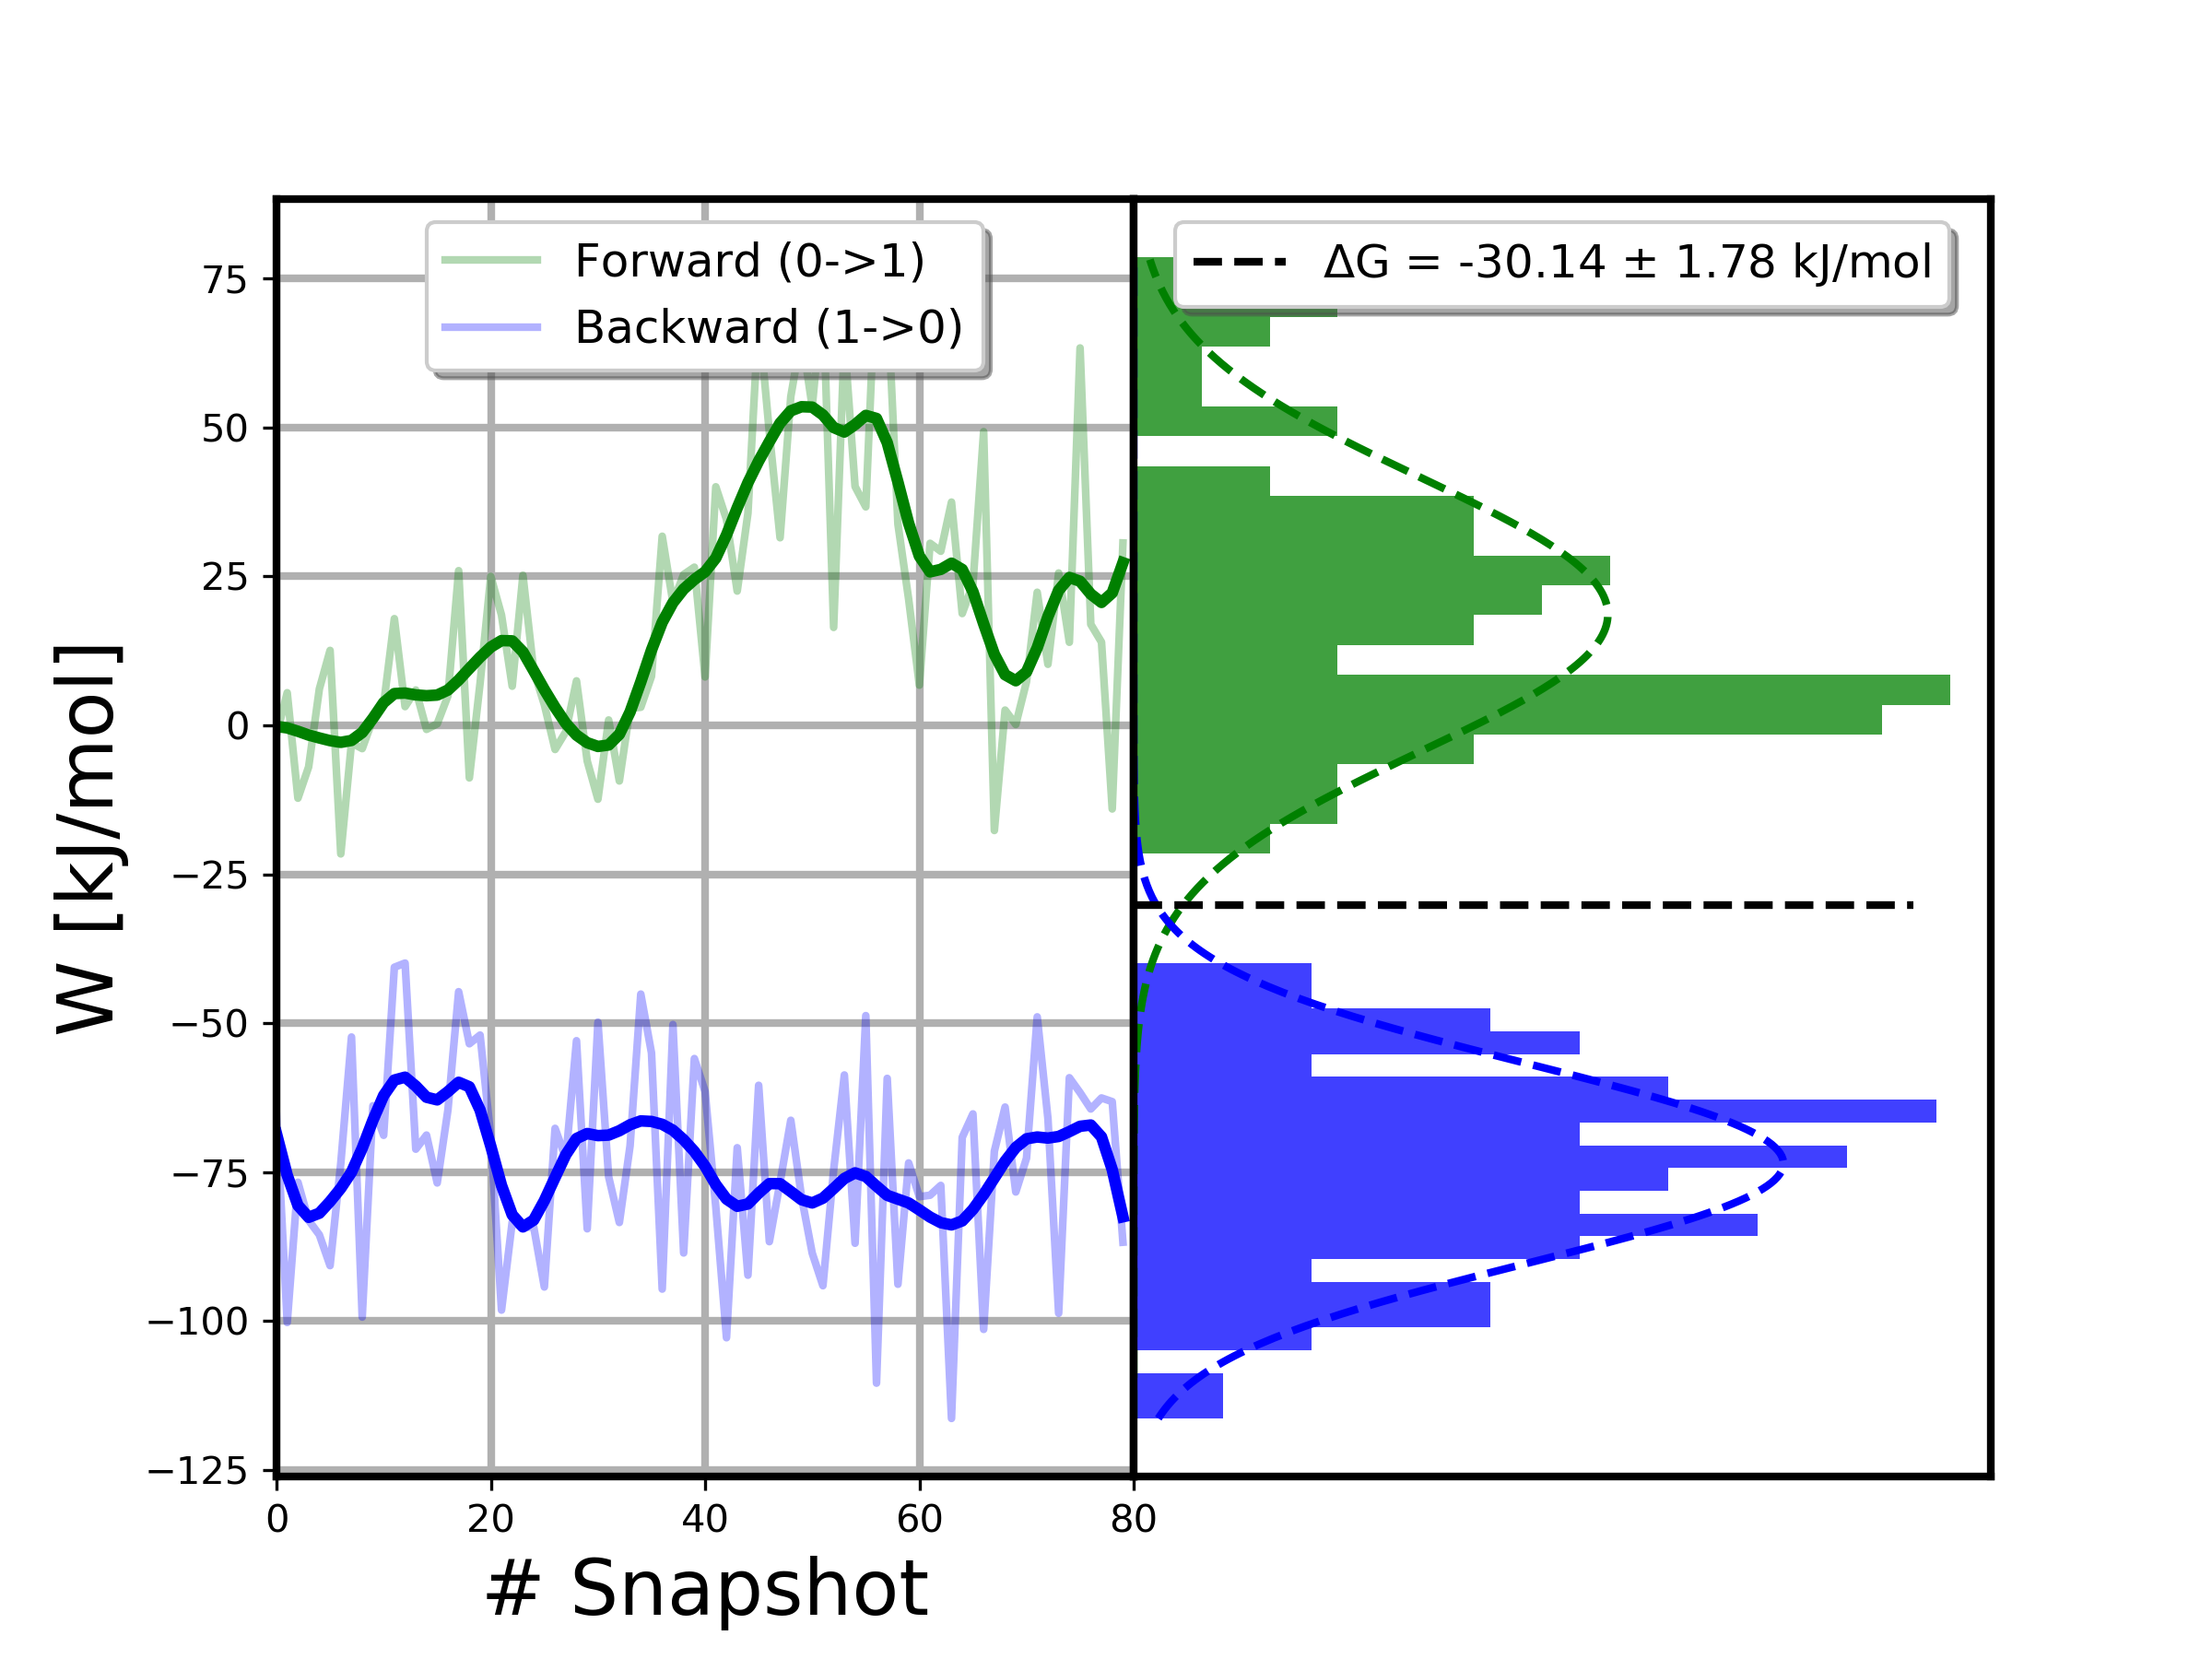 Forward (0->1)
Backward (1->0)
ΔG = -30.14 ± 1.78 kJ/mol
W [kJ/mol]
75
50
25
0
−25
−50
−75
−100
−125
0 20 40 60 80
# Snapshot